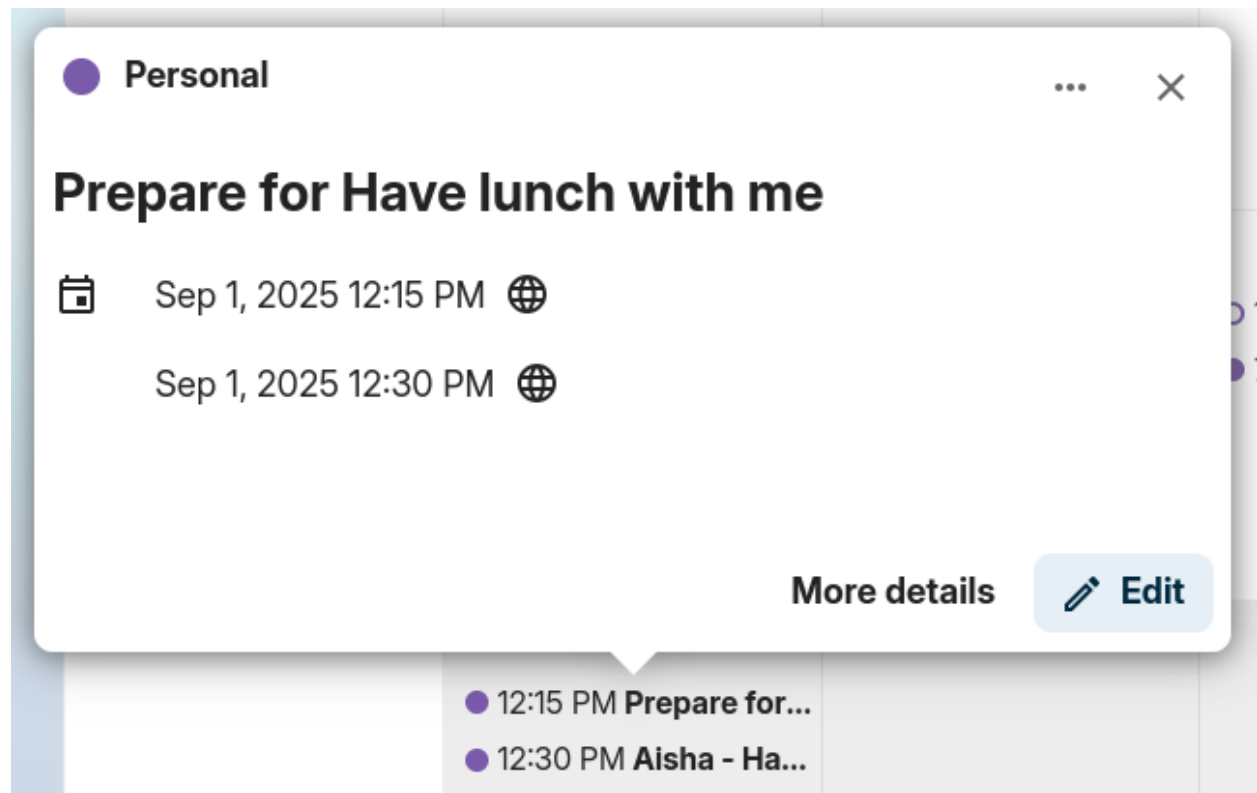 Personal
Prepare for Have lunch with me
Sep 1, 2025 12:15 PM
Sep 1, 2025 12:30 PM
More details
Edit
12:15 PM Prepare for...
12:30 PM Aisha - Ha...